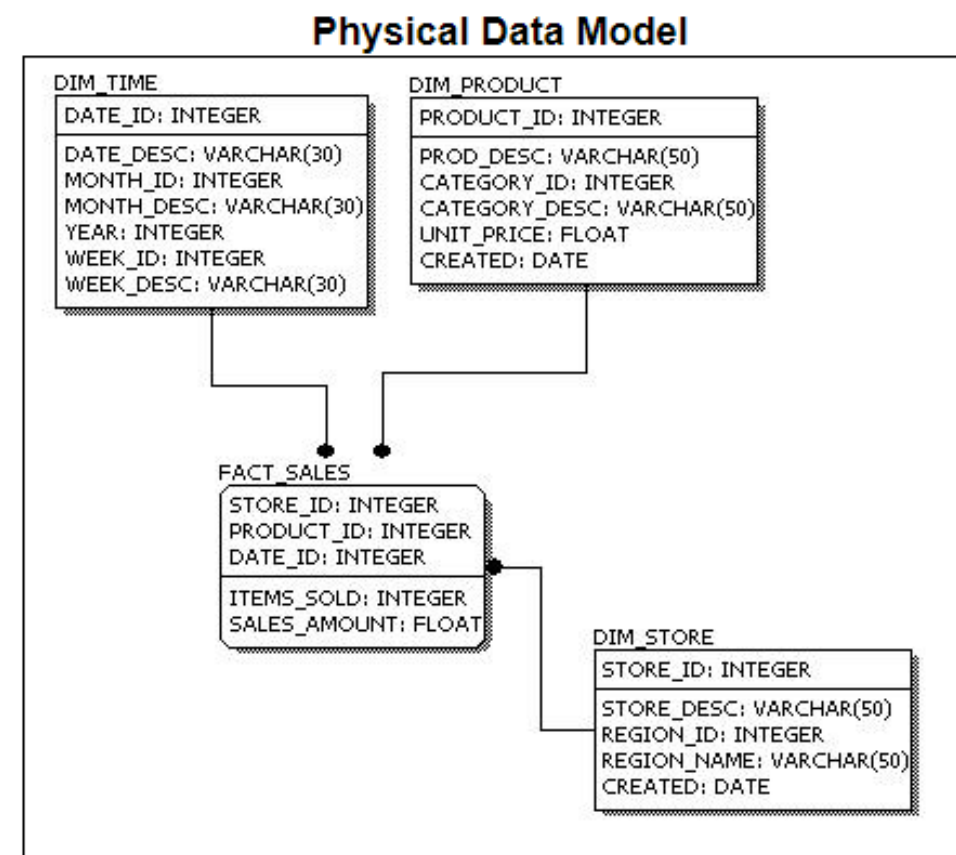 Physical Data Model
DIM_TIME
DATE_ID: INTEGER
DATE_DESC: VARCHAR(30)
MONTH_ID: INTEGER
MONTH_DESC: VARCHAR(30)
YEAR: INTEGER
WEEK_ID: INTEGER
WEEK_DESC: VARCHAR(30)
DIM_PRODUCT
PRODUCT_ID: INTEGER
PROD_DESC: VARCHAR(50)
CATEGORY_ID: INTEGER
CATEGORY_DESC: VARCHAR(50)
UNIT_PRICE: FLOAT
CREATED: DATE
FACT_SALES
STORE_ID: INTEGER
PRODUCT_ID: INTEGER
DATE_ID: INTEGER
ITEMS_SOLD: INTEGER
SALES_AMOUNT: FLOAT
DIM_STORE
STORE_ID: INTEGER
STORE_DESC: VARCHAR(50)
REGION_ID: INTEGER
REGION_NAME: VARCHAR(50)
CREATED: DATE